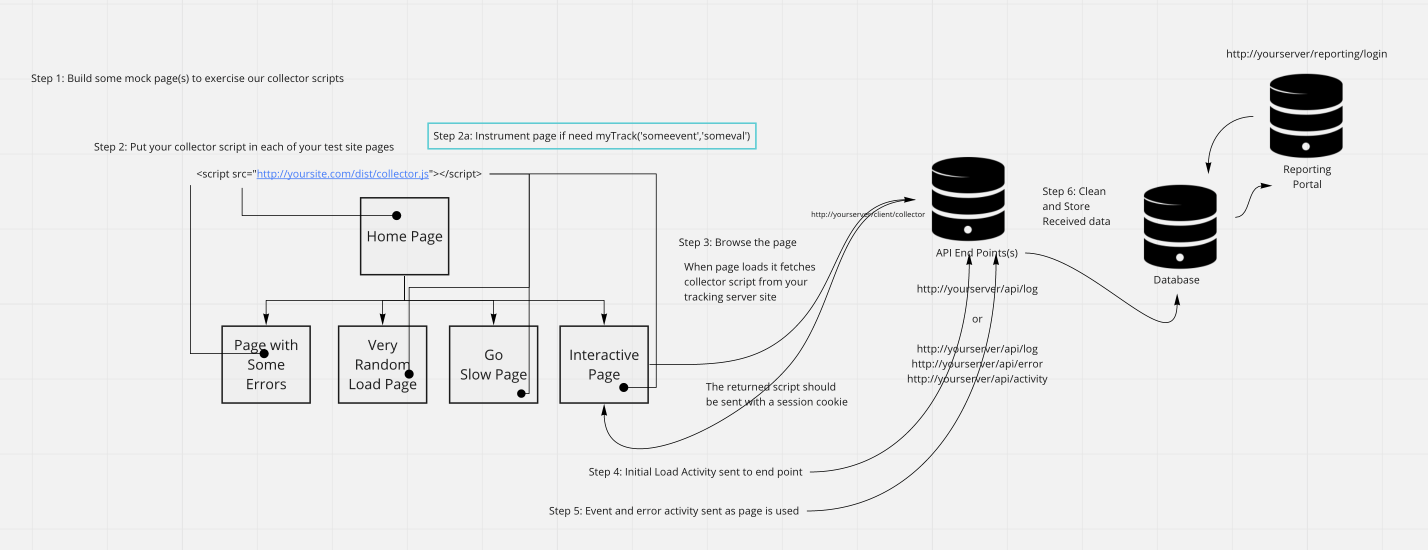 http://yourserver/reporting/login
Step 1: Build some mock page(s) to exercise our collector scripts
Step 2a: Instrument page if need myTrack('someevent','someval')
Step 2: Put your collector script in each of your test site pages
<script src="http://yoursite.com/dist/collector.js"></script>
Home Page
Page with
Some
Errors
Very
Random
Load Page
Go
Slow Page
Interactive
Page
Step 3: Browse the page
When page loads it fetches
collector script from your
tracking server site
http://yourserver/client/collector
The returned script should
be sent with a session cookie
Step 4: Initial Load Activity sent to end point
Step 5: Event and error activity sent as page is used
API End Points(s)
http://yourserver/api/log
or
http://yourserver/api/log
http://yourserver/api/error
http://yourserver/api/activity
Step 6: Clean
and Store
Received data
Database
Reporting
Portal